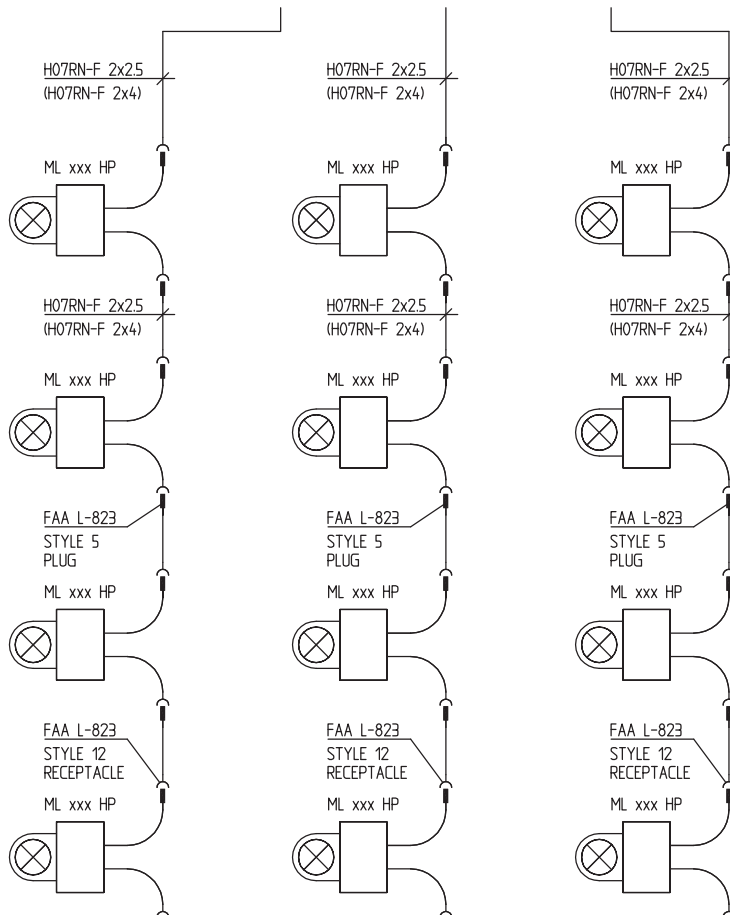 H07RN-F 2x2.5 H07RN-F 2x2.5 H07RN-F 2x2.5
(H07RN-F 2x4) (H07RN-F 2x4) (H07RN-F 2x4)
ML xxx HP ML xxx HP ML xxx HP
H07RN-F 2x2.5 H07RN-F 2x2.5 H07RN-F 2x2.5
(H07RN-F 2x4) (H07RN-F 2x4) (H07RN-F 2x4)
ML xxx HP ML xxx HP ML xxx HP
FAA L-823 FAA L-823 FAA L-823
STYLE 5 STYLE 5 STYLE 5
PLUG PLUG PLUG
ML xxx HP ML xxx HP ML xxx HP
FAA L-823 FAA L-823 FAA L-823
STYLE 12 STYLE 12 STYLE 12
RECEPTACLE RECEPTACLE RECEPTACLE
ML xxx HP ML xxx HP ML xxx HP